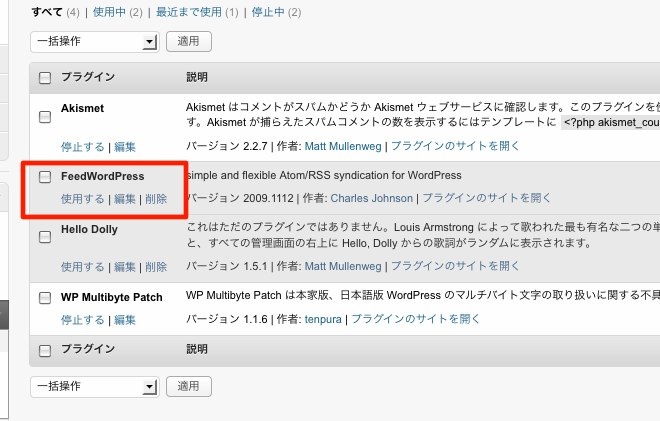 すべて (4) | 使用中 (2) | 最近まで使用 (1) | 停止中 (2)
一括操作 適用
プラグイン 説明
Akismet Akismet はコメントがスパムかどうか Akismet ウェブサービスに確認します。このプラグインを使
す。Akismet が捕らえたスパムコメントの数を表示するにはテンプレートに <?php akismet_cou
停止する | 編集 バージョン 2.2.7 | 作者: Matt Mullenweg | プラグインのサイトを開く
FeedWordPress simple and flexible Atom/RSS syndication for WordPress
使用する | 編集 | 削除 バージョン 2009.1112 | 作者: Charles Johnson | プラグインのサイトを開く
Hello Dolly これはただのプラグインではありません。Louis Armstrong によって歌われた最も有名な二つの単
と、すべての管理画面の右上に Hello, Dolly からの歌詞がランダムに表示されます。
使用する | 編集 | 削除 バージョン 1.5.1 | 作者: Matt Mullenweg | プラグインのサイトを開く
WP Multibyte Patch WP Multibyte Patch は本家版、日本語版 WordPress のマルチバイト文字の取り扱いに関する不具
停止する | 編集 バージョン 1.1.6 | 作者: tenpura | プラグインのサイトを開く
プラグイン 説明
一括操作 適用